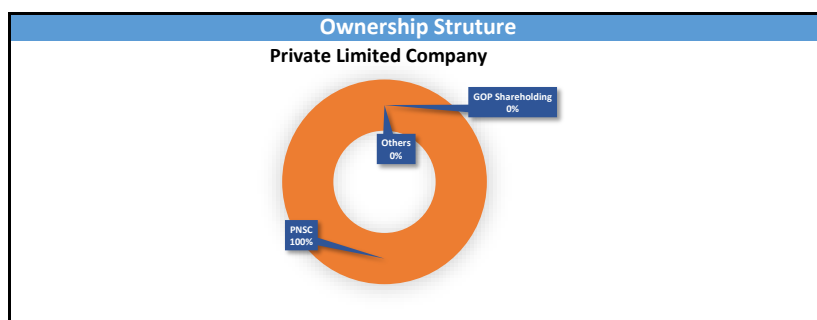 Ownership Struture
Private Limited Company
GOP Shareholding
0%
Others
0%
PNSC
100%